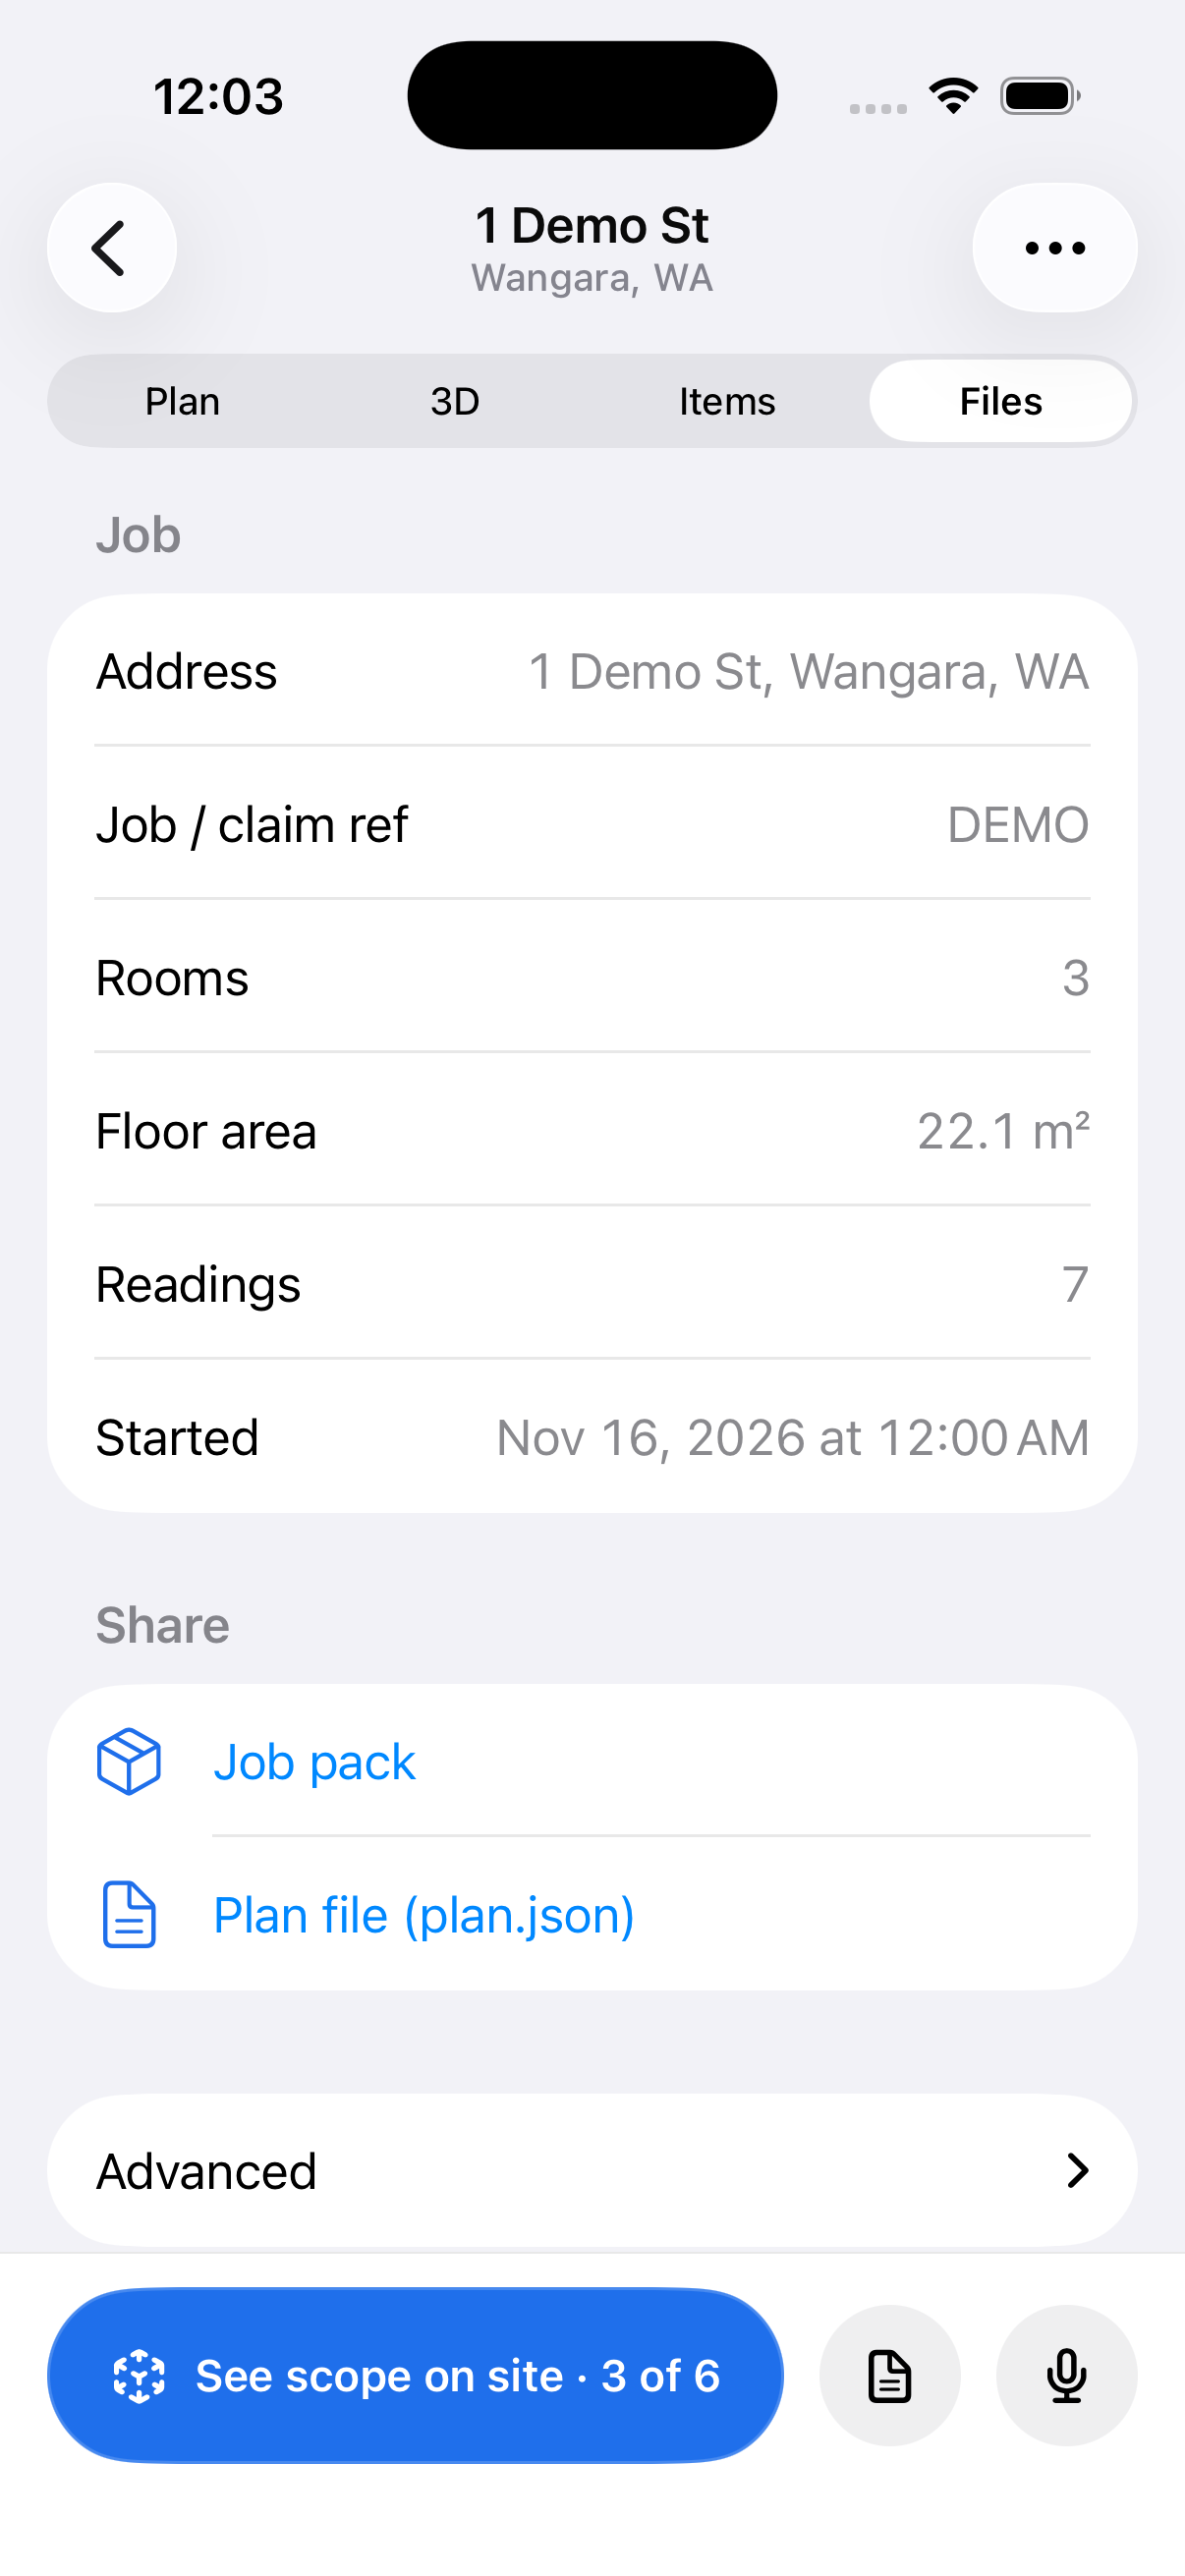 12:03
1 Demo St
Wangara, WA
Plan
3D
Items
Files
Job
Address
1 Demo St, Wangara, WA
Job / claim ref
DEMO
Rooms
3
Floor area
22.1 m²
Readings
7
Started
Nov 16, 2026 at 12:00 AM
Share
Job pack
Plan file (plan.json)
Advanced
See scope on site · 3 of 6